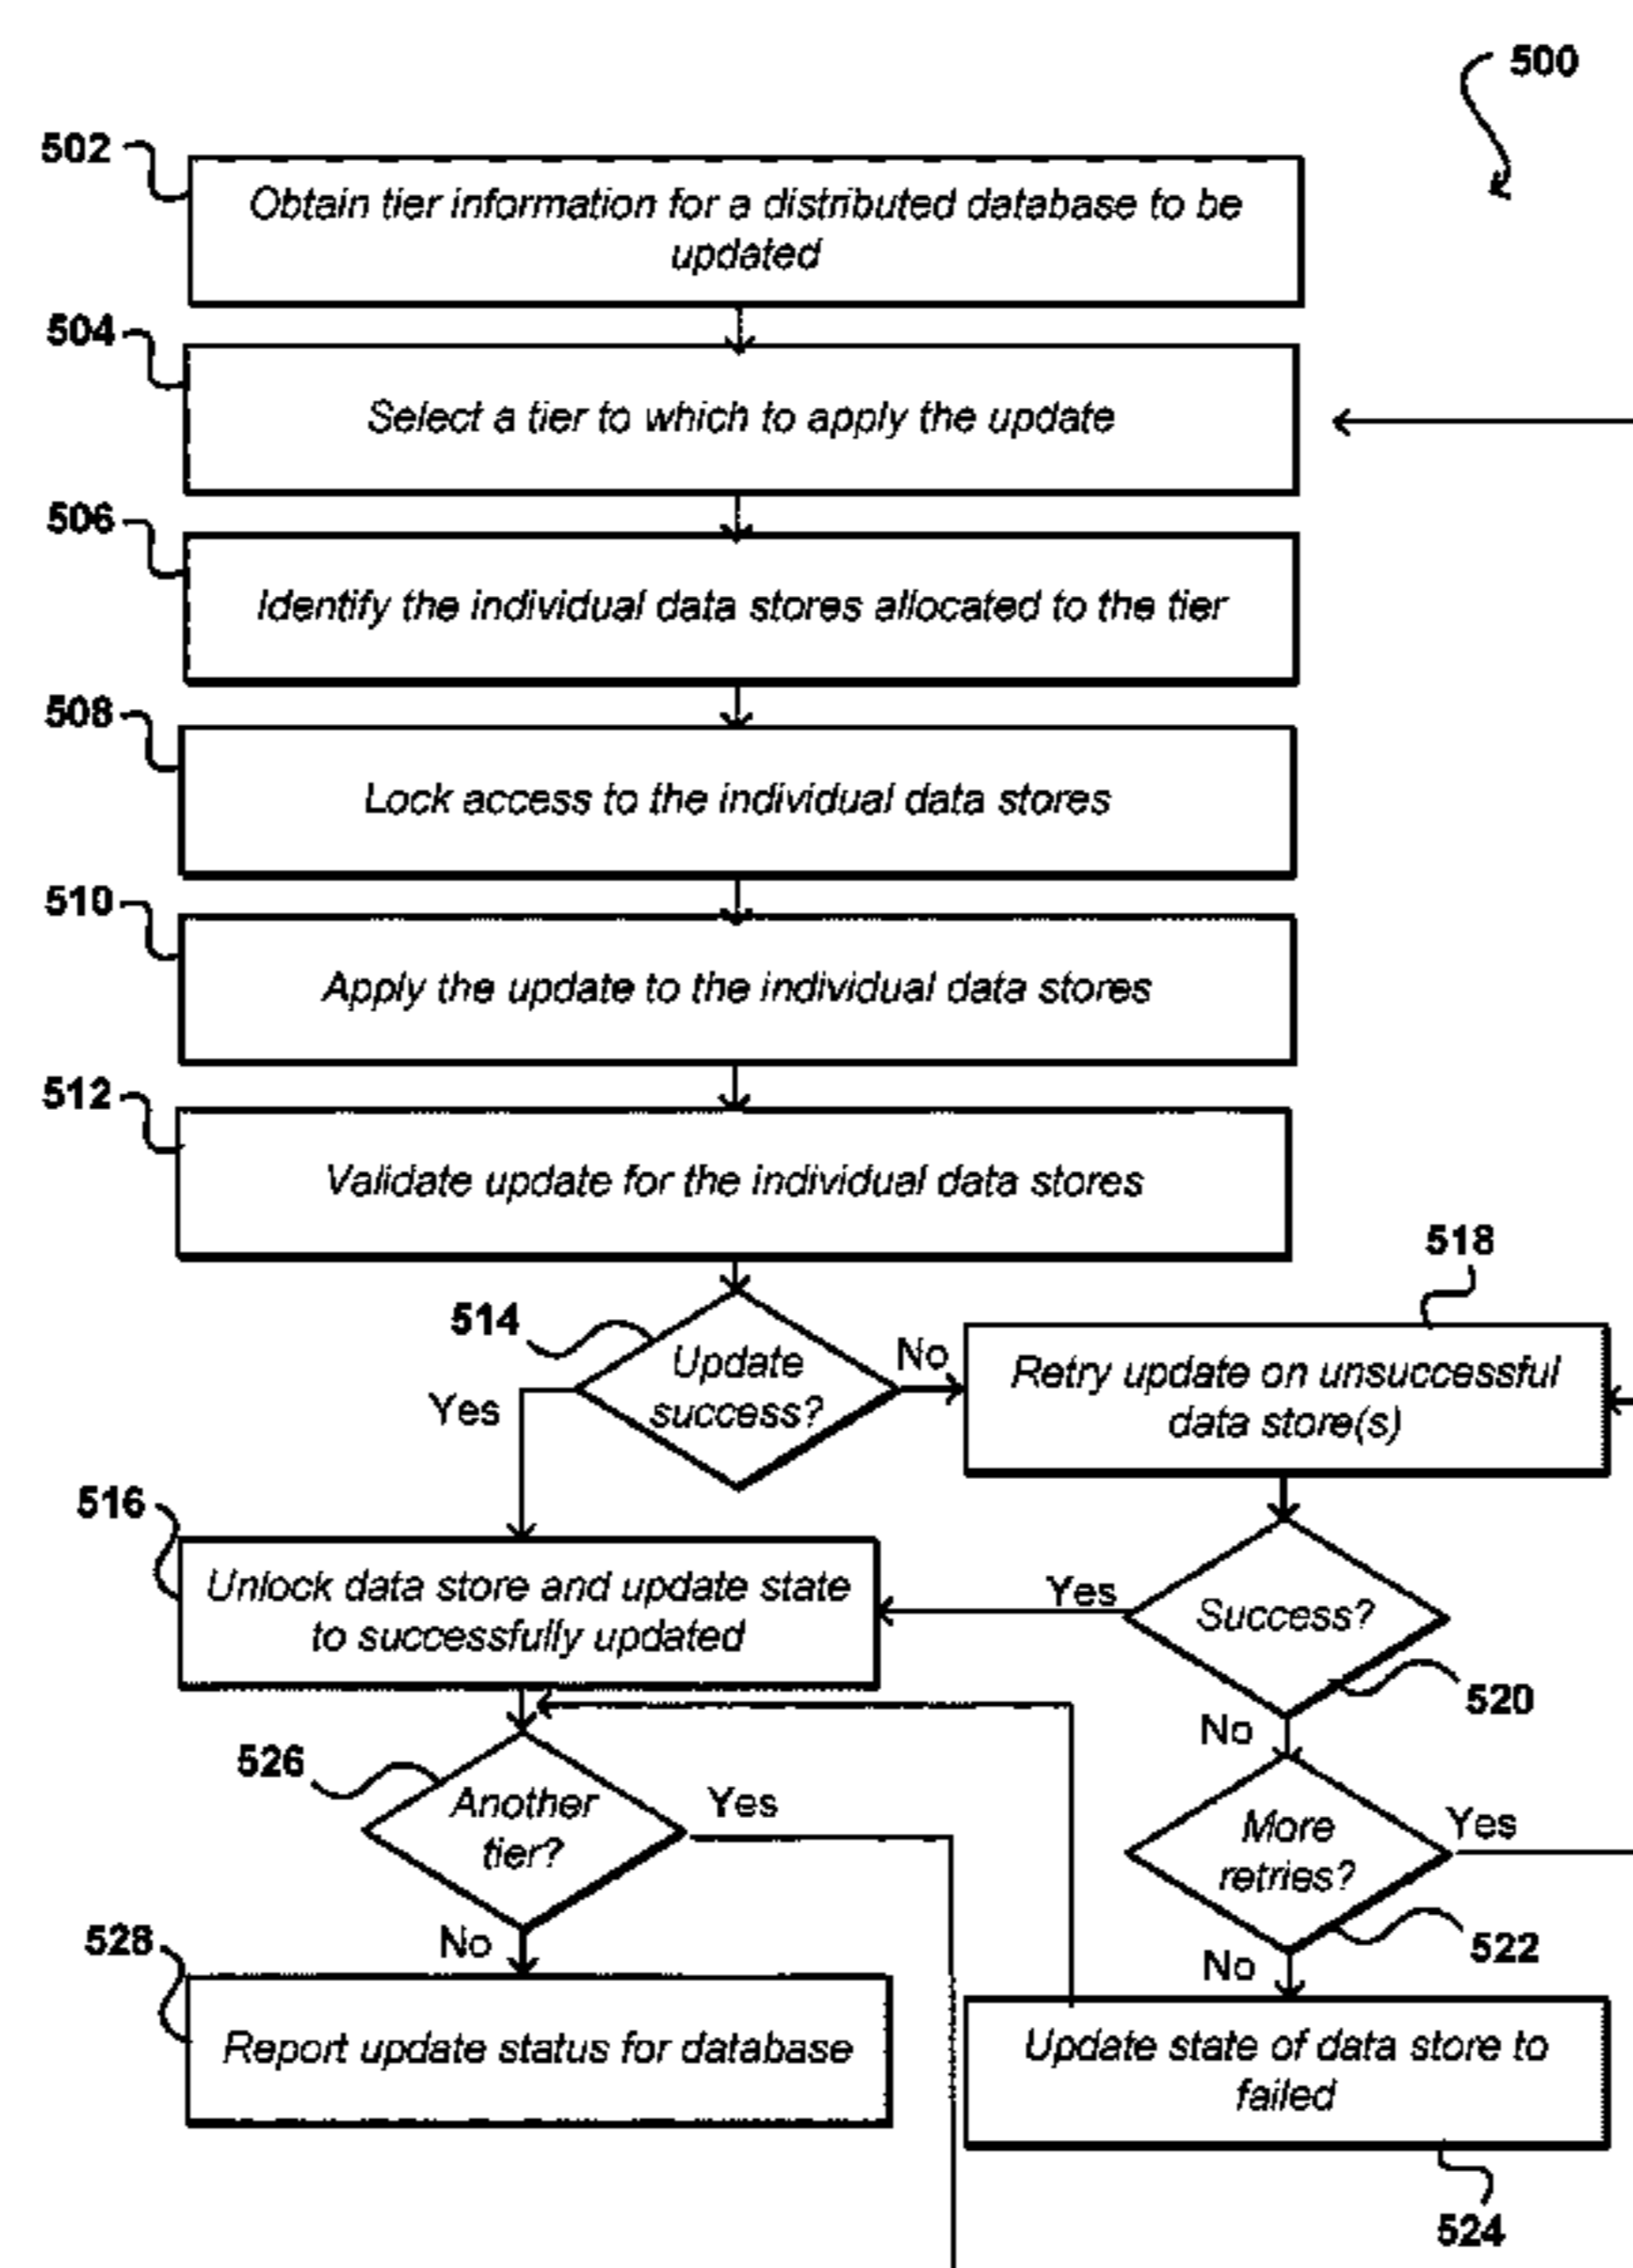 500
502
Obtain tier information for a distributed database to be
updated
504
Select a tier to which to apply the update
506
Identify the individual data stores allocated to the tier
508
Lock access to the individual data stores
510
Apply the update to the individual data stores
512
Validate update for the individual data stores
514
Update
success?
No
Yes
518
Retry update on unsuccessful
data store(s)
516
Unlock data store and update state
to successfully updated
Yes
Success?
520
No
526
Another
tier?
Yes
More
retries?
Yes
522
No
No
528
Report update status for database
Update state of data store to
failed
524